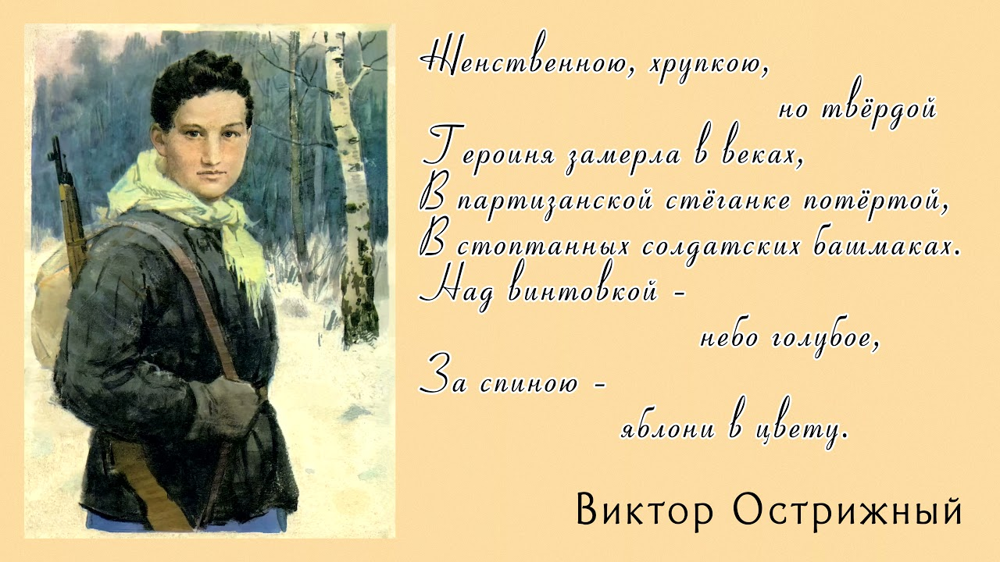 Женственною, хрупкою,
но твёрдой
Героиня замерла в веках,
В партизанской стёганке потёртой,
В стоптанных солдатских башмаках.
Над винтовкой -
небо голубое,
За спиною -
яблони в цвету.
Виктор Острижный